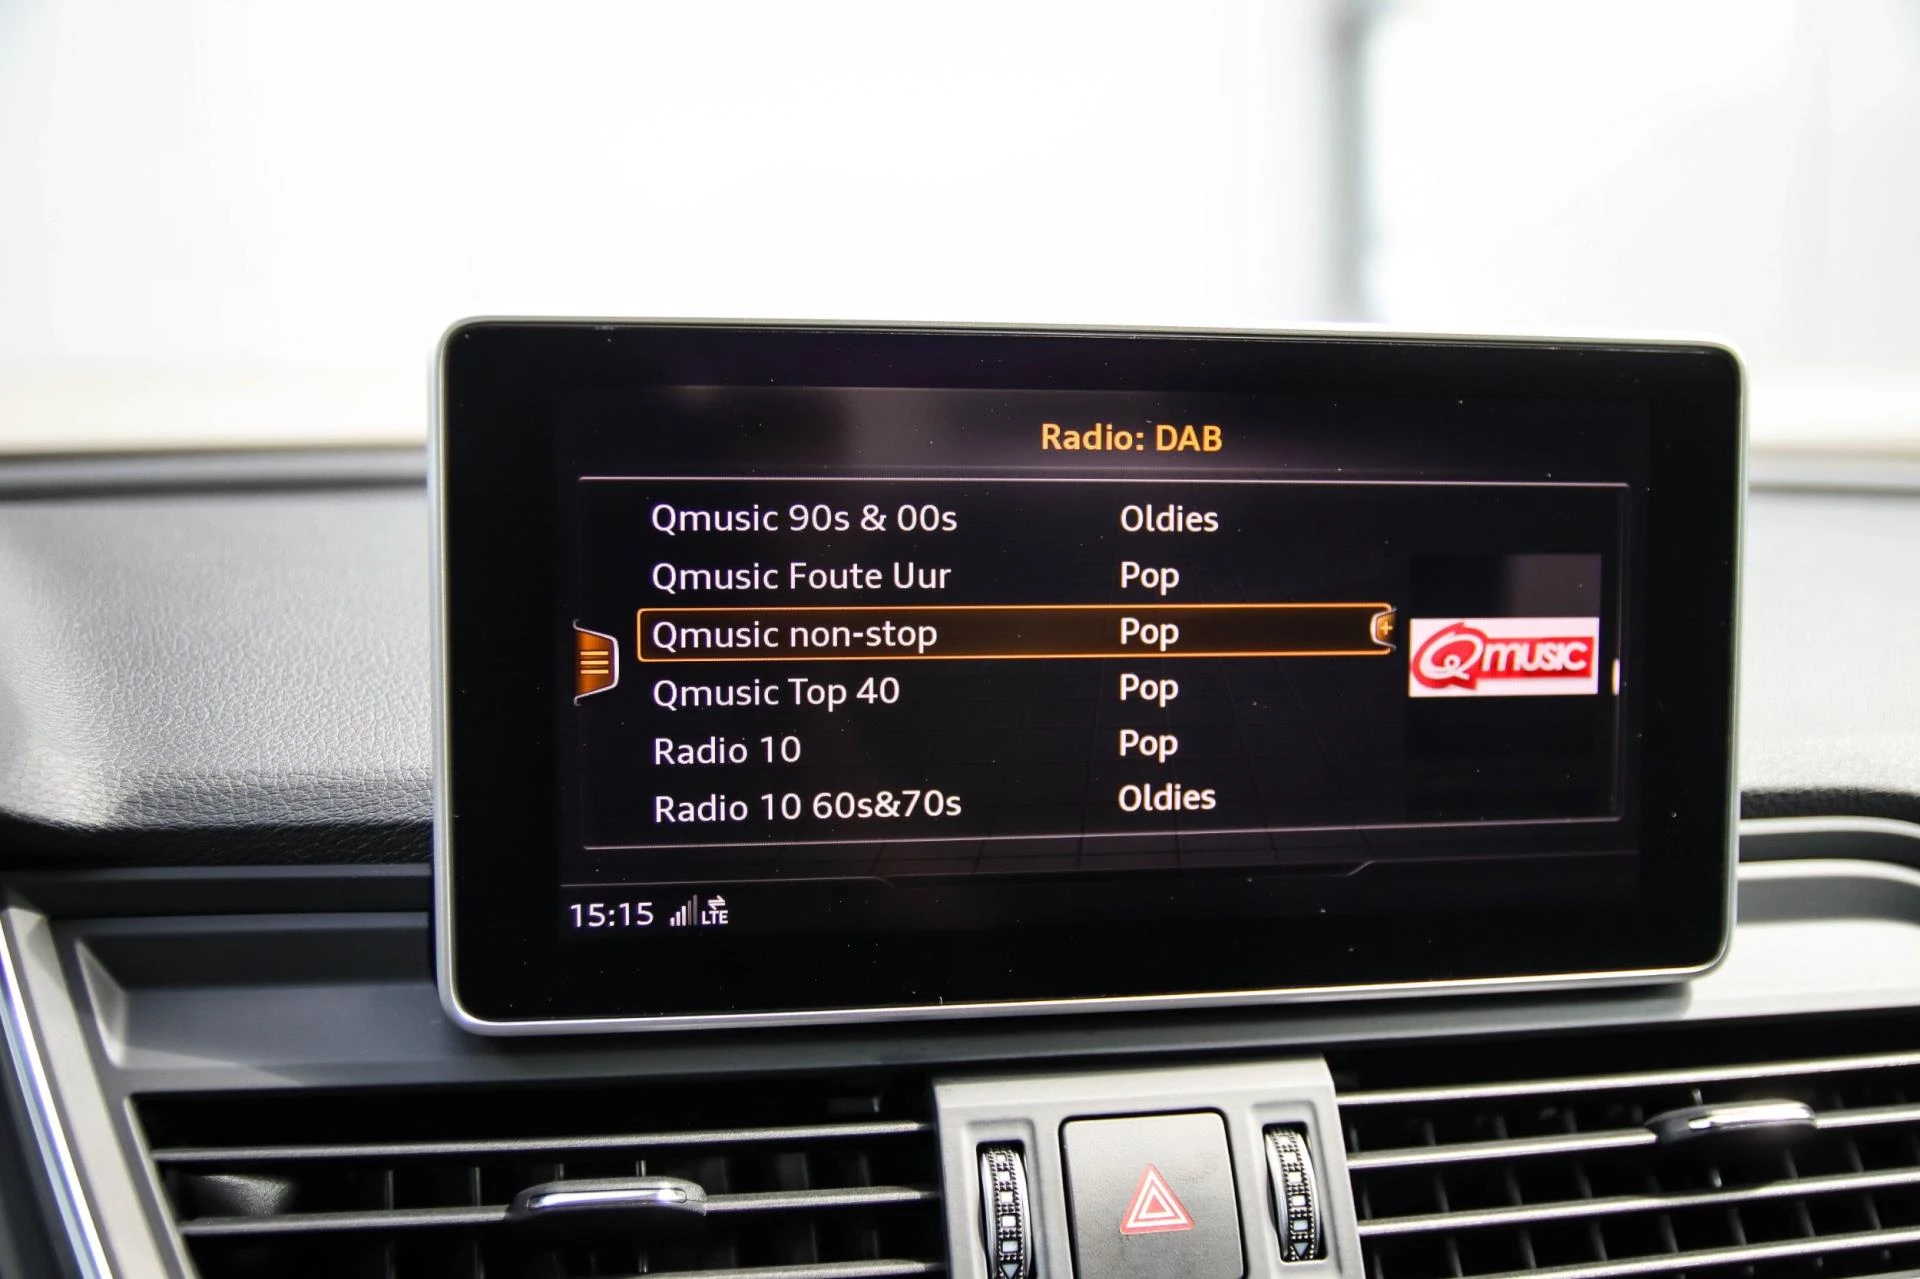 Radio: DAB
Qmusic 90s & 00s Oldies
Qmusic Foute Uur Pop
Qmusic non-stop Pop
Qmusic Top 40 Pop
Radio 10 Pop
Radio 10 60s&70s Oldies
Qmusic
15:15 LTE